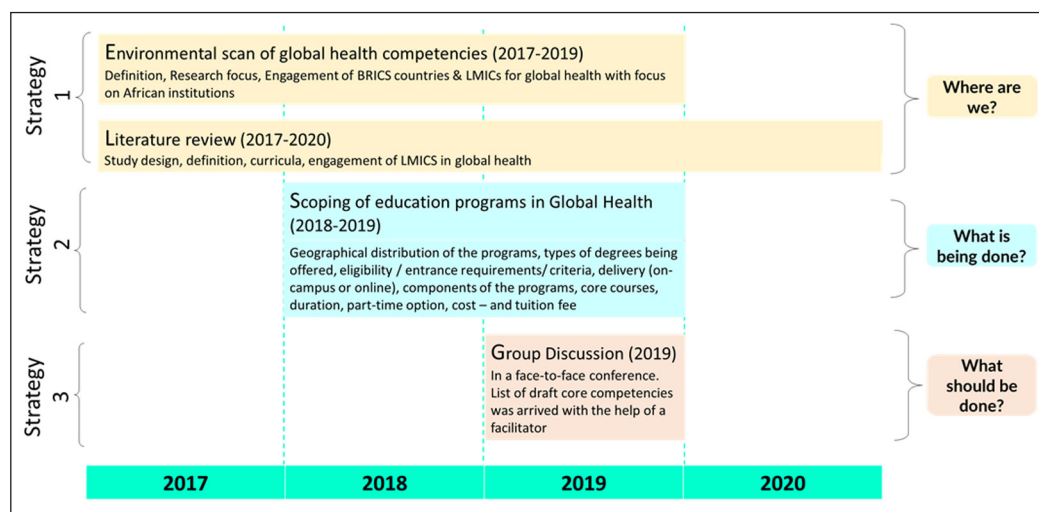 Strategy
1
Environmental scan of global health competencies (2017-2019)
Definition, Research focus, Engagement of BRICS countries & LMICs for global health with focus
on African institutions
Literature review (2017-2020)
Study design, definition, curricula, engagement of LMICS in global health
Where are
we?
Strategy
2
Scoping of education programs in Global Health
(2018-2019)
Geographical distribution of the programs, types of degrees being
offered, eligibility / entrance requirements/ criteria, delivery (on-
campus or online), components of the programs, core courses,
duration, part-time option, cost – and tuition fee
What is
being done?
Strategy
3
Group Discussion (2019)
In a face-to-face conference.
List of draft core competencies
was arrived with the help of a
facilitator
What
should be
done?
2017
2018
2019
2020